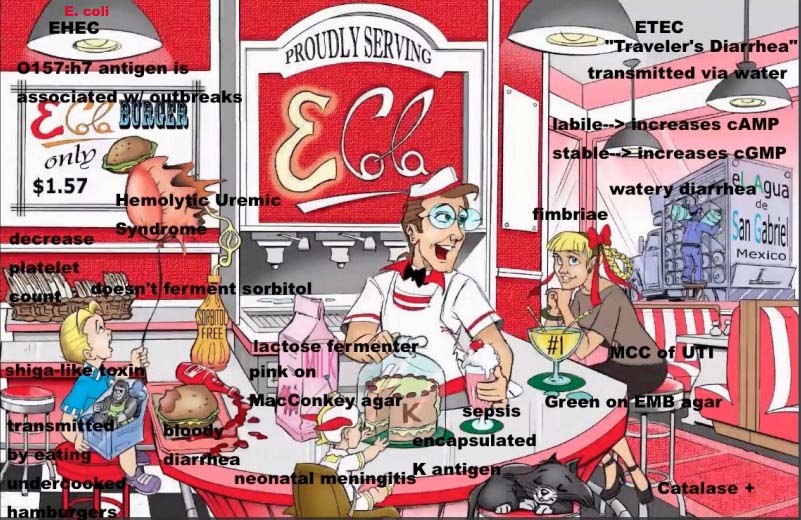 E. coli
EHEC
O157:h7 antigen is
associated w/ outbreaks
E Cola BURGER
only
$1.57
Hemolytic Uremic
Syndrome
decrease
platelet
count
doesn't ferment sorbitol
SORBITOL
FREE
shiga-like toxin
transmitted
by eating
undercooked
hamburgers
bloody
diarrhea
PROUDLY SERVING
E Cola
lactose fermenter
pink on
MacConkey agar
K
neonatal meningitis
sepsis
encapsulated
K antigen
ETEC
"Traveler's Diarrhea"
transmitted via water
labile--> increases cAMP
stable--> increases cGMP
watery diarrhea
fimbriae
el Agua
de
San Gabriel
Mexico
#1
MCC of UTI
Green on EMB agar
Catalase +